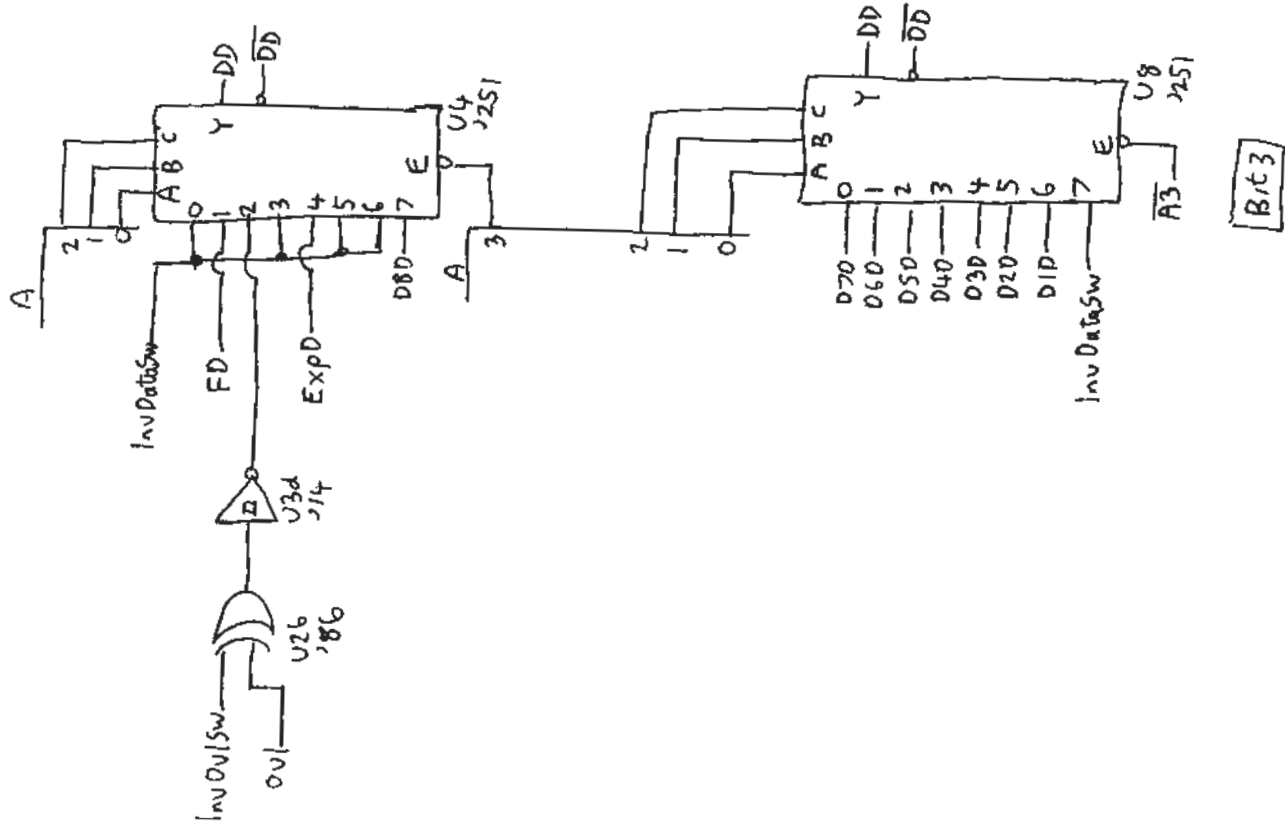 A
2
1
0
InvDataSw
FD
ExpD
D8D
InvOvlSw
Ovl
U26
'86
U3d
'14
A
B
C
0
1
2
3
4
5
6
7
Y
E
DD
DD
U4
'251
A
3
2
1
0
D7D
D6D
D5D
D4D
D3D
D2D
D1D
InvDataSw
A
B
C
0
1
2
3
4
5
6
7
Y
E
DD
DD
A3
U8
'251
Bit3